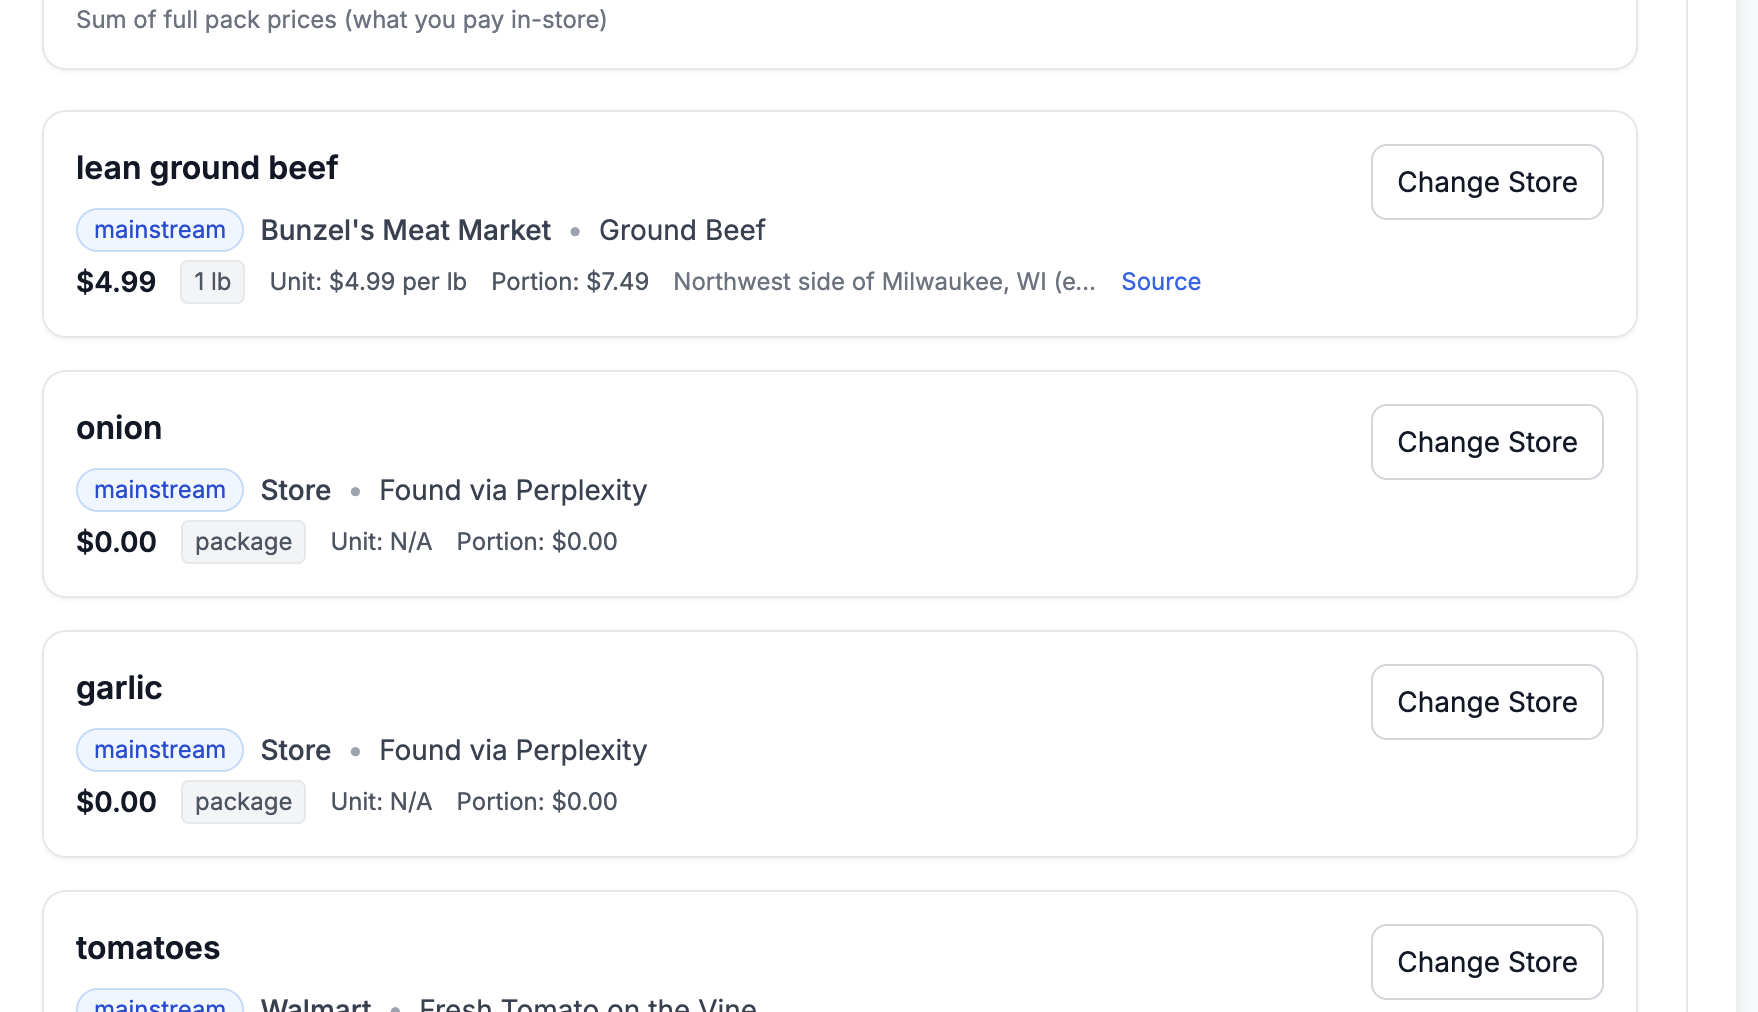 Sum of full pack prices (what you pay in-store)
lean ground beef
Change Store
mainstream Bunzel's Meat Market • Ground Beef
$4.99 1 lb Unit: $4.99 per lb Portion: $7.49 Northwest side of Milwaukee, WI (e... Source
onion
Change Store
mainstream Store • Found via Perplexity
$0.00 package Unit: N/A Portion: $0.00
garlic
Change Store
mainstream Store • Found via Perplexity
$0.00 package Unit: N/A Portion: $0.00
tomatoes
Change Store
mainstream Walmart • Fresh Tomato on the Vine